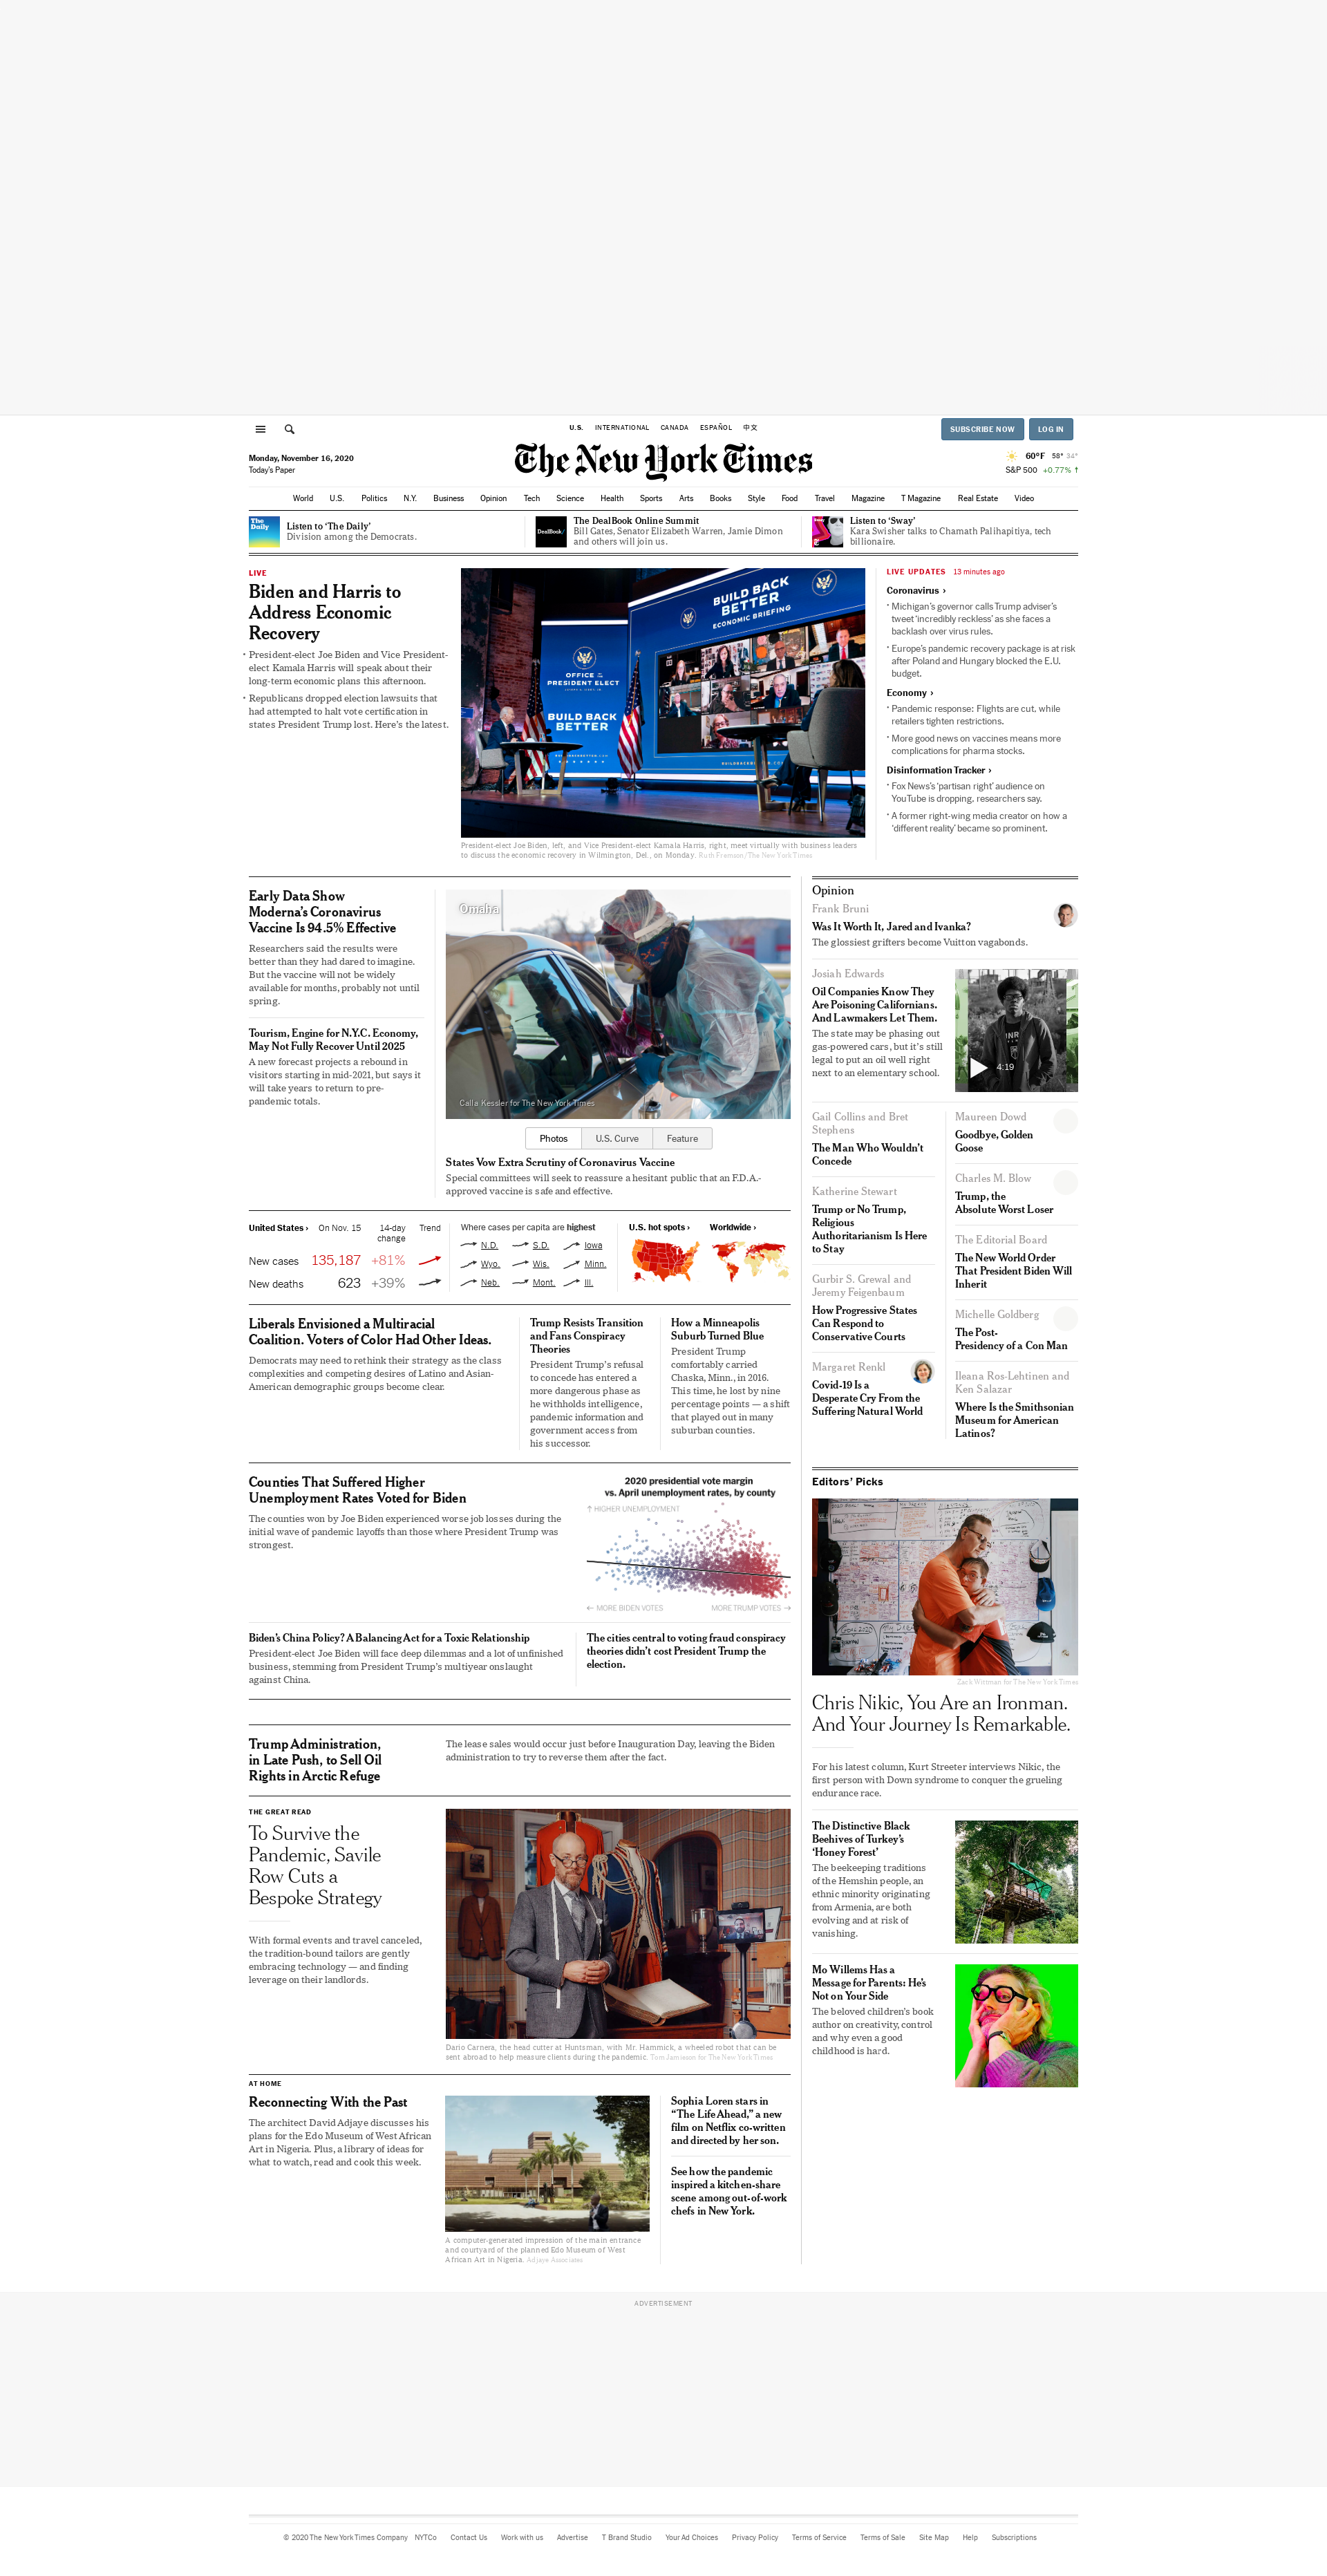 U.S. INTERNATIONAL CANADA ESPAÑOL 中文
SUBSCRIBE NOW LOG IN
Monday, November 16, 2020
Today's Paper
The New York Times
60°F 58° 34°
S&P 500 +0.77% ↑
World U.S. Politics N.Y. Business Opinion Tech Science Health Sports Arts Books Style Food Travel Magazine T Magazine Real Estate Video
The
Daily
Listen to ‘The Daily’
Division among the Democrats.
DealBook/
The DealBook Online Summit
Bill Gates, Senator Elizabeth Warren, Jamie Dimon
and others will join us.
Sway
Listen to ‘Sway’
Kara Swisher talks to Chamath Palihapitiya, tech
billionaire.
LIVE
Biden and Harris to
Address Economic
Recovery
• President-elect Joe Biden and Vice President-
elect Kamala Harris will speak about their
long-term economic plans this afternoon.
• Republicans dropped election lawsuits that
had attempted to halt vote certification in
states President Trump lost. Here's the latest.
BUILD BACK
BETTER
ECONOMIC BRIEFING
OFFICE OF THE
PRESIDENT ELECT
BUILD BACK
BETTER
President-elect Joe Biden, left, and Vice President-elect Kamala Harris, right, meet virtually with business leaders
to discuss the economic recovery in Wilmington, Del., on Monday. Ruth Fremson/The New York Times
LIVE UPDATES 13 minutes ago
Coronavirus ›
• Michigan's governor calls Trump adviser's
tweet ‘incredibly reckless’ as she faces a
backlash over virus rules.
• Europe's pandemic recovery package is at risk
after Poland and Hungary blocked the E.U.
budget.
Economy ›
• Pandemic response: Flights are cut, while
retailers tighten restrictions.
• More good news on vaccines means more
complications for pharma stocks.
Disinformation Tracker ›
• Fox News's ‘partisan right’ audience on
YouTube is dropping, researchers say.
• A former right-wing media creator on how a
‘different reality’ became so prominent.
Early Data Show
Moderna's Coronavirus
Vaccine Is 94.5% Effective
Researchers said the results were
better than they had dared to imagine.
But the vaccine will not be widely
available for months, probably not until
spring.
Tourism, Engine for N.Y.C. Economy,
May Not Fully Recover Until 2025
A new forecast projects a rebound in
visitors starting in mid-2021, but says it
will take years to return to pre-
pandemic totals.
Omaha
Calla Kessler for The New York Times
Photos U.S. Curve Feature
States Vow Extra Scrutiny of Coronavirus Vaccine
Special committees will seek to reassure a hesitant public that an F.D.A.-
approved vaccine is safe and effective.
United States › On Nov. 15 14-day
change Trend
New cases 135,187 +81%
New deaths 623 +39%
Where cases per capita are highest
N.D. S.D. Iowa
Wyo. Wis. Minn.
Neb. Mont. Ill.
U.S. hot spots › Worldwide ›
Liberals Envisioned a Multiracial
Coalition. Voters of Color Had Other Ideas.
Democrats may need to rethink their strategy as the class
complexities and competing desires of Latino and Asian-
American demographic groups become clear.
Trump Resists Transition
and Fans Conspiracy
Theories
President Trump's refusal
to concede has entered a
more dangerous phase as
he withholds intelligence,
pandemic information and
government access from
his successor.
How a Minneapolis
Suburb Turned Blue
President Trump
comfortably carried
Chaska, Minn., in 2016.
This time, he lost by nine
percentage points — a shift
that played out in many
suburban counties.
Counties That Suffered Higher
Unemployment Rates Voted for Biden
The counties won by Joe Biden experienced worse job losses during the
initial wave of pandemic layoffs than those where President Trump was
strongest.
2020 presidential vote margin
vs. April unemployment rates, by county
↑ HIGHER UNEMPLOYMENT
← MORE BIDEN VOTES MORE TRUMP VOTES →
Biden's China Policy? A Balancing Act for a Toxic Relationship
President-elect Joe Biden will face deep dilemmas and a lot of unfinished
business, stemming from President Trump's multiyear onslaught
against China.
The cities central to voting fraud conspiracy
theories didn't cost President Trump the
election.
Trump Administration,
in Late Push, to Sell Oil
Rights in Arctic Refuge
The lease sales would occur just before Inauguration Day, leaving the Biden
administration to try to reverse them after the fact.
THE GREAT READ
To Survive the
Pandemic, Savile
Row Cuts a
Bespoke Strategy
With formal events and travel canceled,
the tradition-bound tailors are gently
embracing technology — and finding
leverage on their landlords.
Dario Carnera, the head cutter at Huntsman, with Mr. Hammick, a wheeled robot that can be
sent abroad to help measure clients during the pandemic. Tom Jamieson for The New York Times
AT HOME
Reconnecting With the Past
The architect David Adjaye discusses his
plans for the Edo Museum of West African
Art in Nigeria. Plus, a library of ideas for
what to watch, read and cook this week.
A computer-generated impression of the main entrance
and courtyard of the planned Edo Museum of West
African Art in Nigeria. Adjaye Associates
Sophia Loren stars in
“The Life Ahead,” a new
film on Netflix co-written
and directed by her son.
See how the pandemic
inspired a kitchen-share
scene among out-of-work
chefs in New York.
Opinion
Frank Bruni
Was It Worth It, Jared and Ivanka?
The glossiest grifters become Vuitton vagabonds.
Josiah Edwards
Oil Companies Know They
Are Poisoning Californians.
And Lawmakers Let Them.
The state may be phasing out
gas-powered cars, but it's still
legal to put an oil well right
next to an elementary school.
4:19
Gail Collins and Bret
Stephens
The Man Who Wouldn't
Concede
Katherine Stewart
Trump or No Trump,
Religious
Authoritarianism Is Here
to Stay
Gurbir S. Grewal and
Jeremy Feigenbaum
How Progressive States
Can Respond to
Conservative Courts
Margaret Renkl
Covid-19 Is a
Desperate Cry From the
Suffering Natural World
Maureen Dowd
Goodbye, Golden
Goose
Charles M. Blow
Trump, the
Absolute Worst Loser
The Editorial Board
The New World Order
That President Biden Will
Inherit
Michelle Goldberg
The Post-
Presidency of a Con Man
Ileana Ros-Lehtinen and
Ken Salazar
Where Is the Smithsonian
Museum for American
Latinos?
Editors’ Picks
Zack Wittman for The New York Times
Chris Nikic, You Are an Ironman.
And Your Journey Is Remarkable.
For his latest column, Kurt Streeter interviews Nikic, the
first person with Down syndrome to conquer the grueling
endurance race.
The Distinctive Black
Beehives of Turkey's
‘Honey Forest’
The beekeeping traditions
of the Hemshin people, an
ethnic minority originating
from Armenia, are both
evolving and at risk of
vanishing.
Mo Willems Has a
Message for Parents: He's
Not on Your Side
The beloved children's book
author on creativity, control
and why even a good
childhood is hard.
ADVERTISEMENT
© 2020 The New York Times Company NYTCo Contact Us Work with us Advertise T Brand Studio Your Ad Choices Privacy Policy Terms of Service Terms of Sale Site Map Help Subscriptions